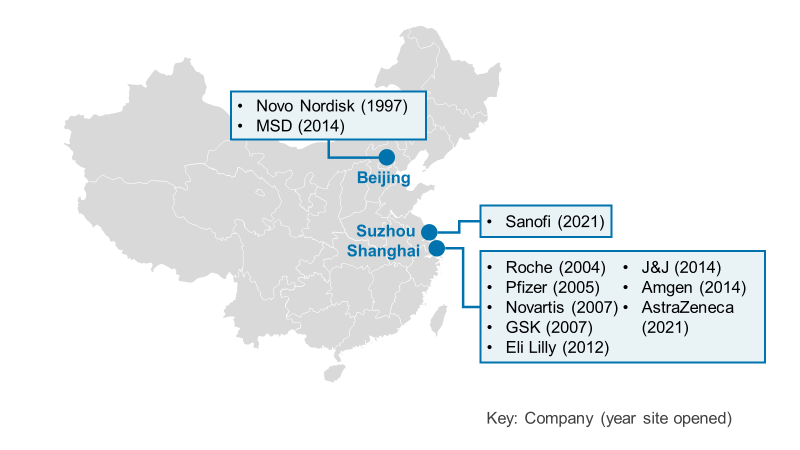 • Novo Nordisk (1997)
• MSD (2014)
Beijing
Suzhou
Shanghai
• Sanofi (2021)
• Roche (2004)
• Pfizer (2005)
• Novartis (2007)
• GSK (2007)
• Eli Lilly (2012)
• J&J (2014)
• Amgen (2014)
• AstraZeneca
(2021)
Key: Company (year site opened)